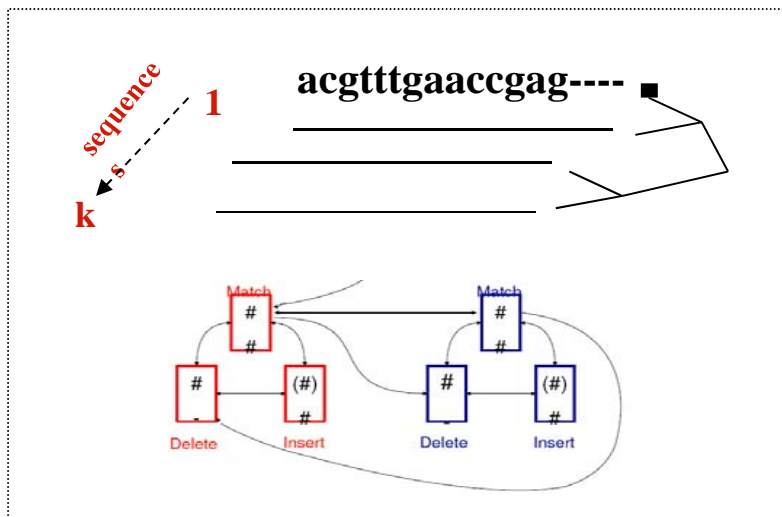 sequence
s
1
k
acgtttgaaccgag----
Match
#
#
Match
#
#
#
-
(#)
#
#
-
(#)
#
Delete
Insert
Delete
Insert